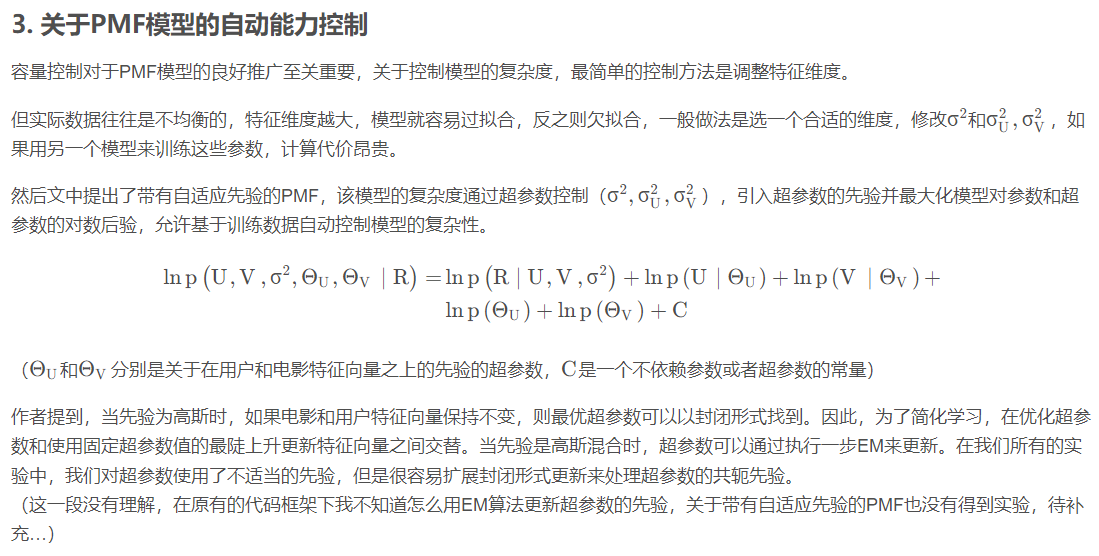 3. 关于PMF模型的自动能力控制
容量控制对于PMF模型的良好推广至关重要，关于控制模型的复杂度，最简单的控制方法是调整特征维度。
但实际数据往往是不均衡的，特征维度越大，模型就容易过拟合，反之则欠拟合，一般做法是选一个合适的维度，修改σ²和σ_U²,σ_V²，如
果用另一个模型来训练这些参数，计算代价昂贵。
然后文中提出了带有自适应先验的PMF，该模型的复杂度通过超参数控制（σ²,σ_U²,σ_V²），引入超参数的先验并最大化模型对参数和超
参数的对数后验，允许基于训练数据自动控制模型的复杂性。
ln p (U, V, σ², Θ_U, Θ_V | R) = ln p (R | U, V, σ²) + ln p (U | Θ_U) + ln p (V | Θ_V) +
ln p (Θ_U) + ln p (Θ_V) + C
（Θ_U和Θ_V分别是关于在用户和电影特征向量之上的先验的超参数，C是一个不依赖参数或者超参数的常量）
作者提到，当先验为高斯时，如果电影和用户特征向量保持不变，则最优超参数可以以封闭形式找到。因此，为了简化学习，在优化超参
数和使用固定超参数值的最陡上升更新特征向量之间交替。当先验是高斯混合时，超参数可以通过执行一步EM来更新。在我们所有的实
验中，我们对超参数使用了不适当的先验，但是很容易扩展封闭形式更新来处理超参数的共轭先验。
（这一段没有理解，在原有的代码框架下我不知道怎么用EM算法更新超参数的先验，关于带有自适应先验的PMF也没有得到实验，待补
充…）